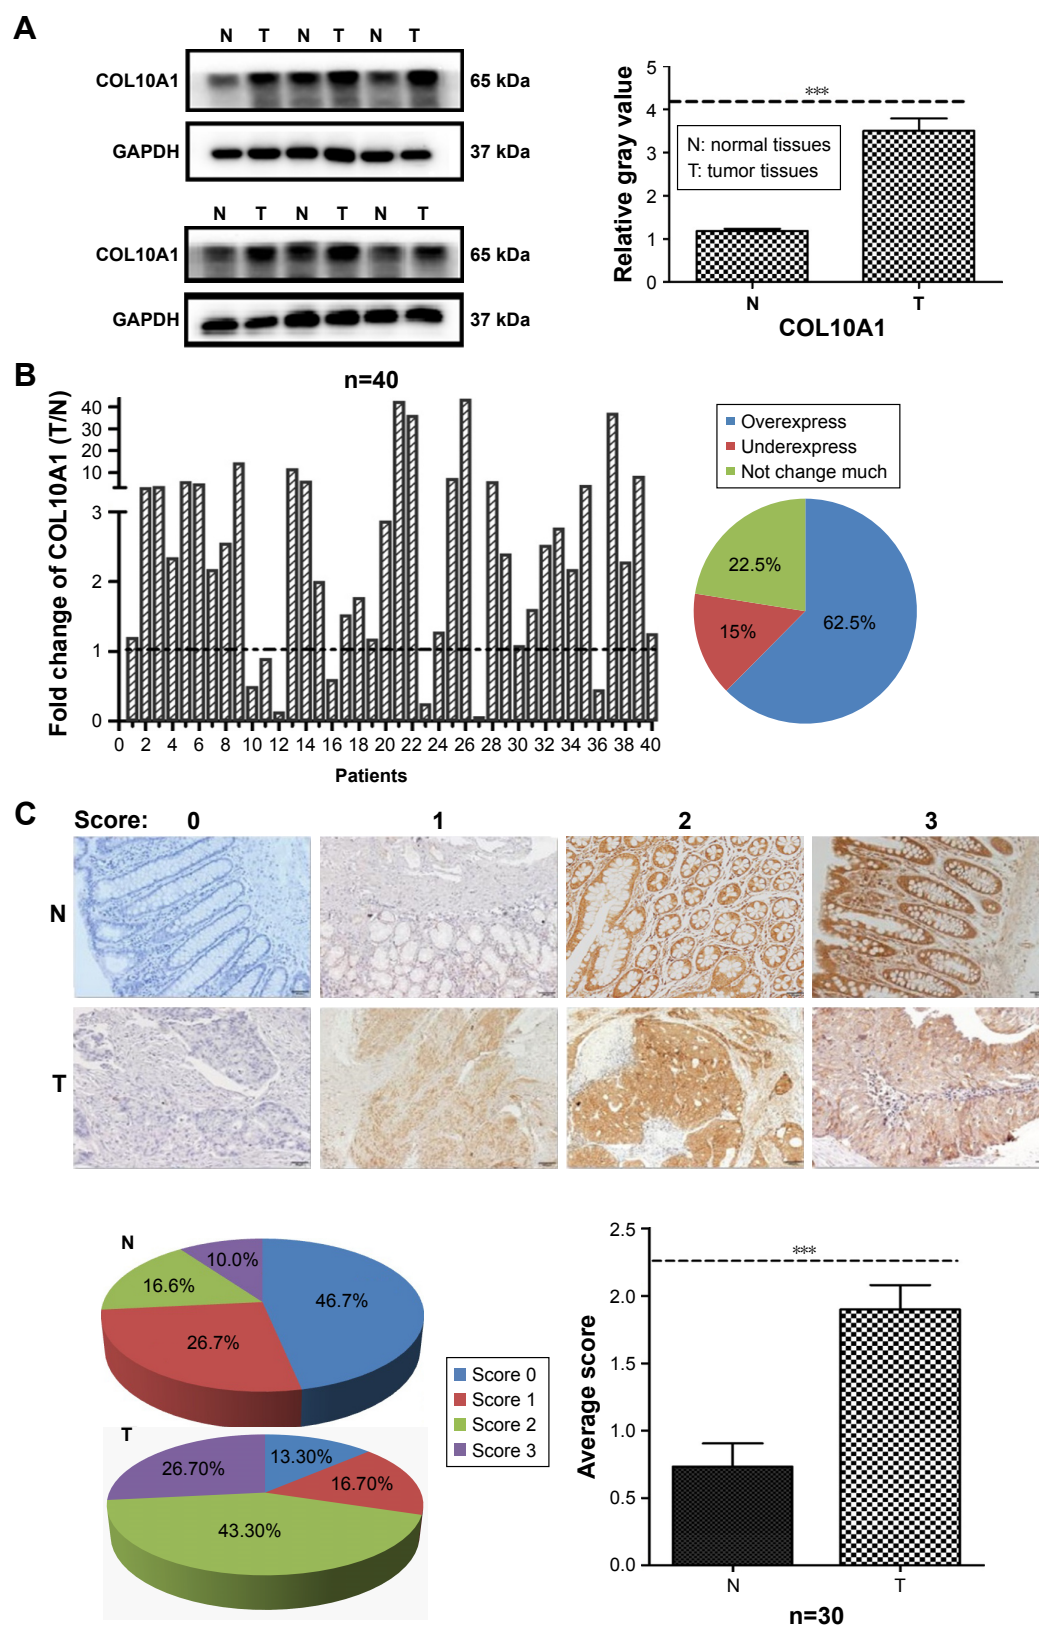 A
N T N T N T
COL10A1
65 kDa
GAPDH
37 kDa
N T N T N T
COL10A1
65 kDa
GAPDH
37 kDa
Relative gray value
5
4
3
2
1
0
***
N: normal tissues
T: tumor tissues
N T
COL10A1
B
n=40
Fold change of COL10A1 (T/N)
40
30
20
10
3
2
1
0
0 2 4 6 8 10 12 14 16 18 20 22 24 26 28 30 32 34 36 38 40
Patients
Overexpress
Underexpress
Not change much
22.5%
15%
62.5%
C
Score: 0 1 2 3
N
T
N
10.0%
16.6%
46.7%
26.7%
Score 0
Score 1
Score 2
Score 3
T
13.30%
26.70%
16.70%
43.30%
Average score
2.5
2.0
1.5
1.0
0.5
0.0
***
N T
n=30